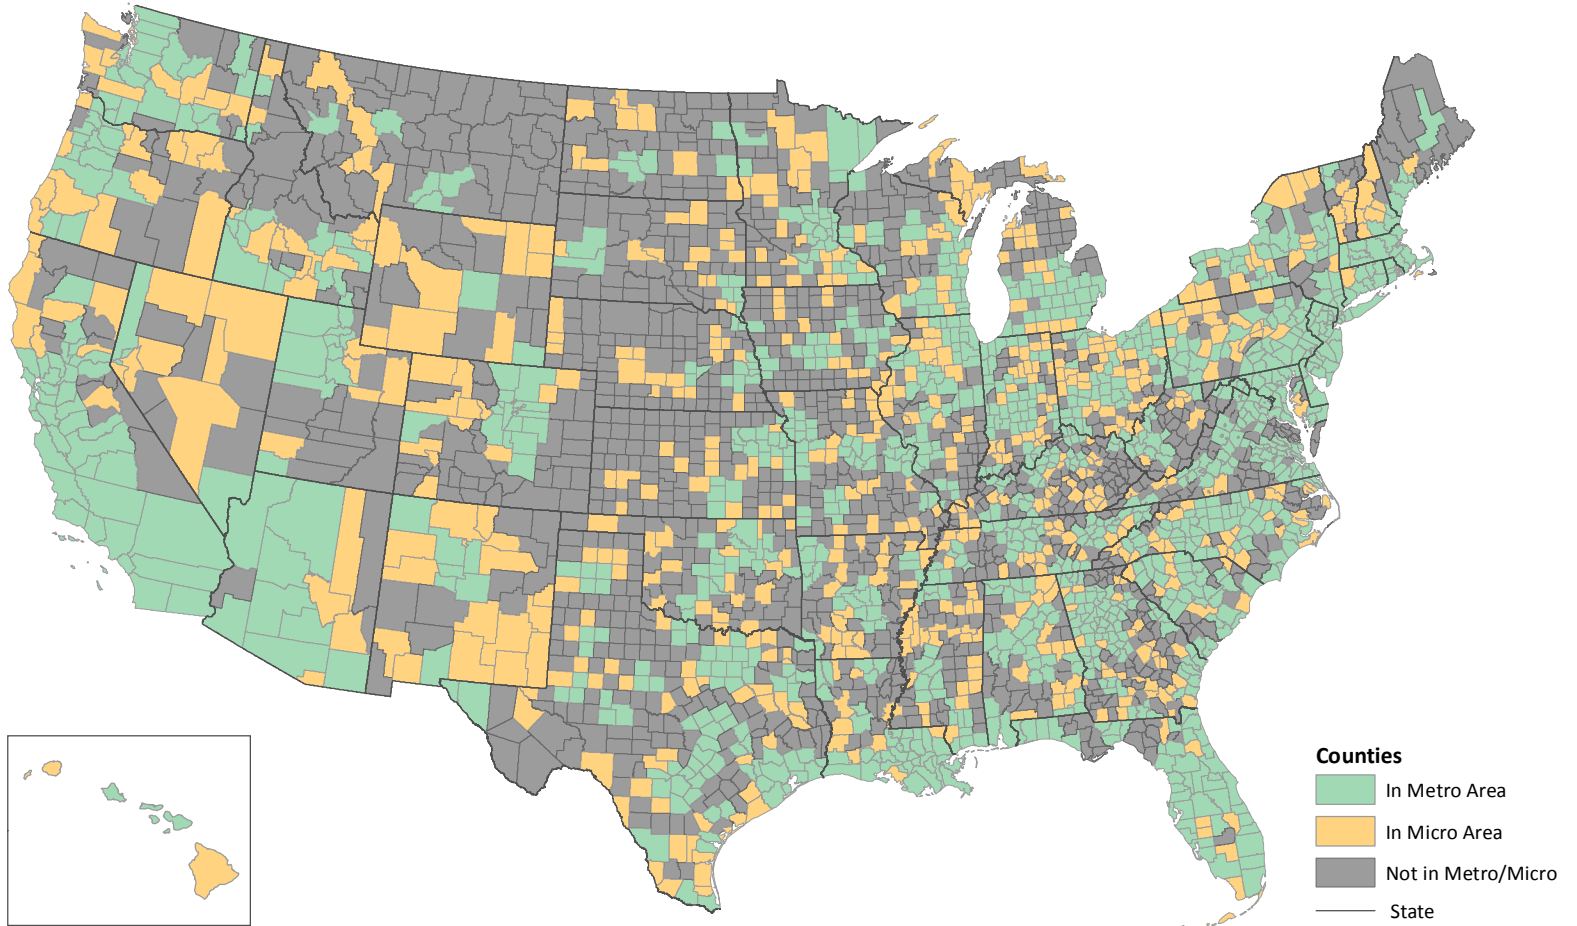 Counties
In Metro Area
In Micro Area
Not in Metro/Micro
State